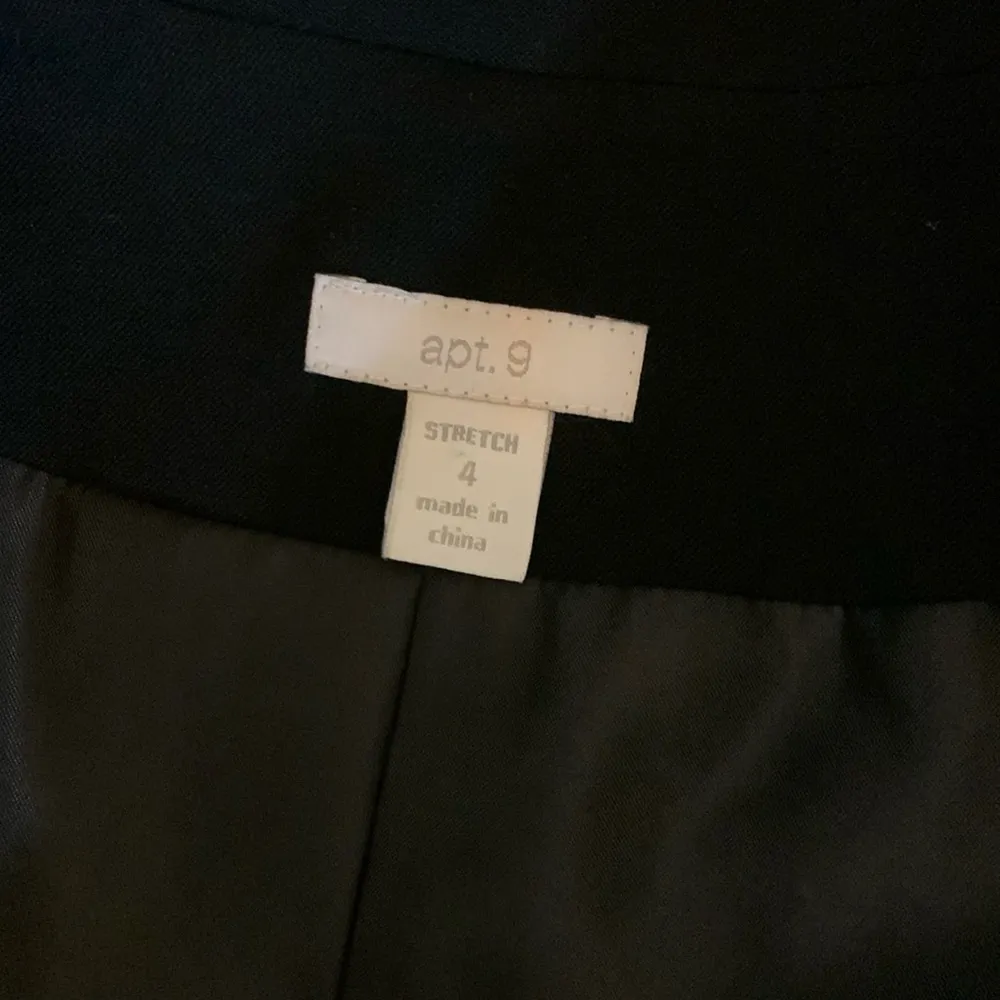 apt. 9
STRETCH
4
made in
china